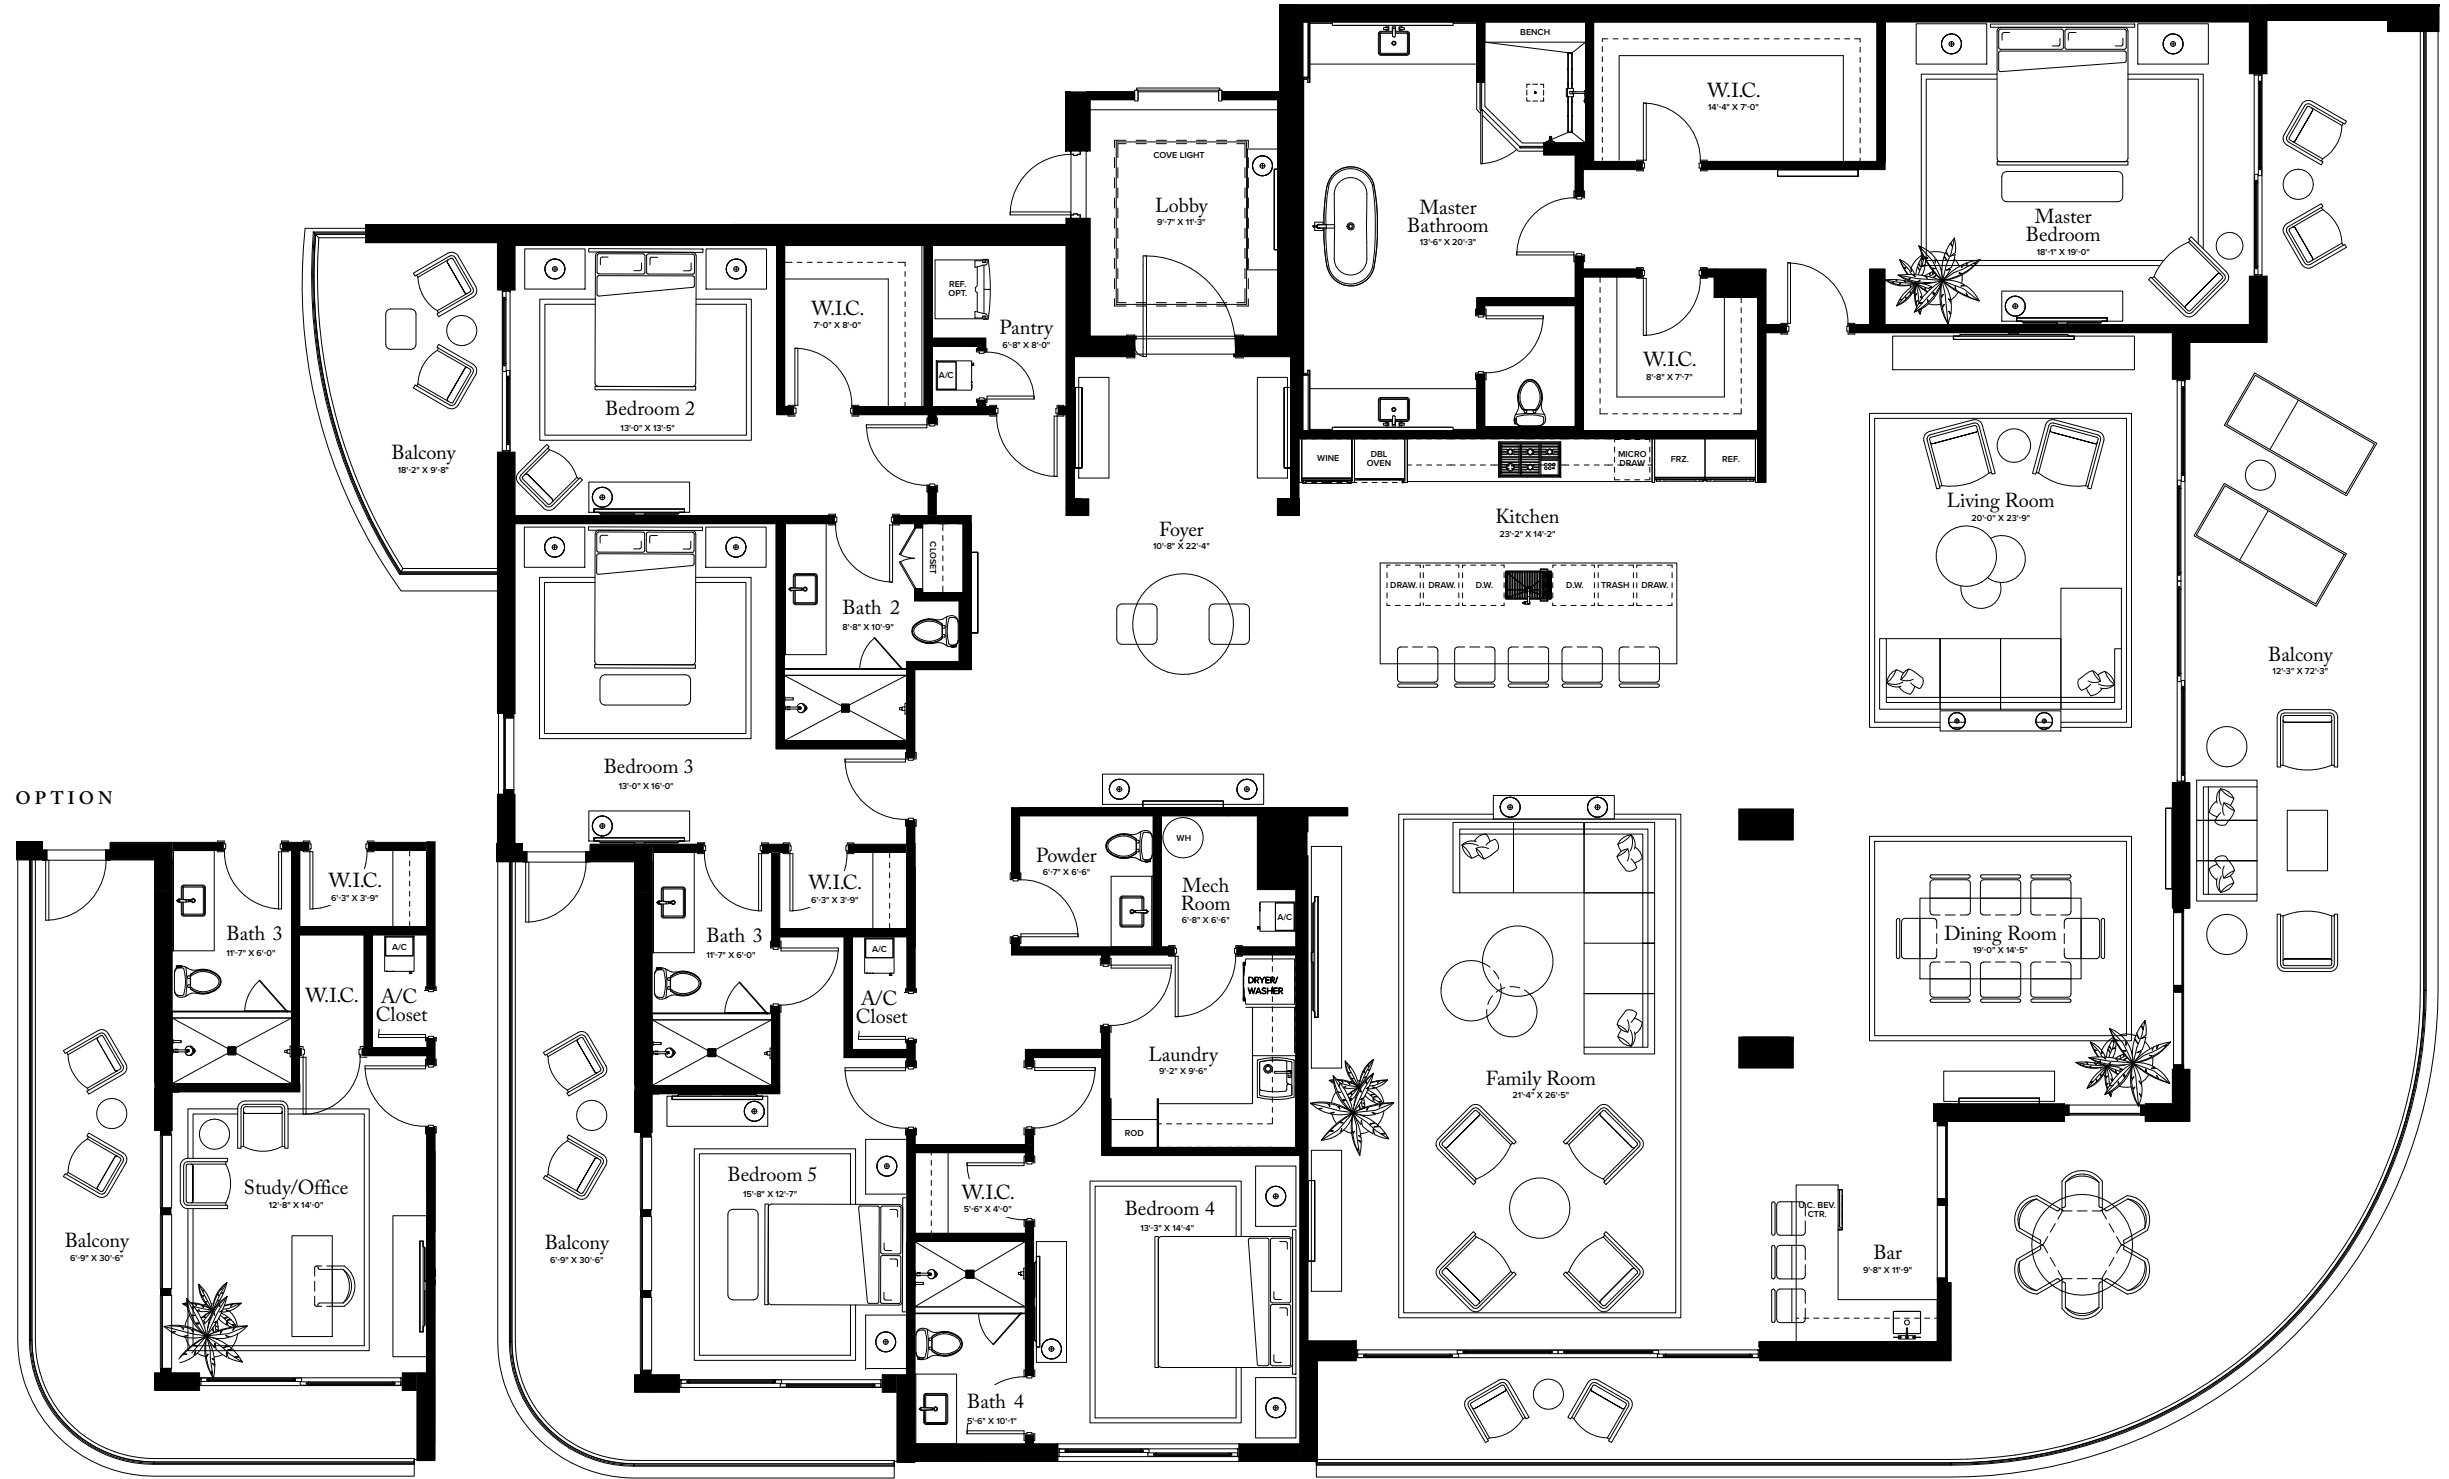 BENCH
W.I.C.
14'-4" X 7'-0"
COVE LIGHT
Lobby
9'-7" X 11'-3"
Master
Bathroom
13'-6" X 20'-3"
Master
Bedroom
18'-1" X 19'-0"
W.I.C.
7'-0" X 8'-0"
REF.
OPT.
Pantry
6'-8" X 8'-0"
A/C
W.I.C.
8'-8" X 7'-7"
Bedroom 2
13'-0" X 13'-5"
Balcony
18'-2" X 9'-8"
WINE
DBL
OVEN
MICRO
DRAW
FRZ.
REF.
Living Room
20'-0" X 23'-9"
Foyer
10'-8" X 22'-4"
Kitchen
23'-2" X 14'-2"
CLOSET
DRAW.
DRAW.
D.W.
D.W.
TRASH
DRAW.
Bath 2
8'-8" X 10'-9"
Balcony
12'-3" X 72'-3"
Bedroom 3
13'-0" X 16'-0"
OPTION
W.I.C.
6'-3" X 3'-9"
Bath 3
11'-7" X 6'-0"
A/C
W.I.C.
A/C
Closet
Study/Office
12'-8" X 14'-0"
Balcony
6'-9" X 30'-6"
W.I.C.
6'-3" X 3'-9"
Bath 3
11'-7" X 6'-0"
A/C
A/C
Closet
Powder
6'-7" X 6'-6"
WH
Mech
Room
6'-8" X 6'-6"
A/C
DRYER/
WASHER
Laundry
9'-2" X 9'-6"
ROD
Dining Room
19'-0" X 14'-5"
Family Room
21'-4" X 26'-5"
Bedroom 5
15'-8" X 12'-7"
Balcony
6'-9" X 30'-6"
W.I.C.
5'-6" X 4'-0"
Bedroom 4
13'-3" X 14'-4"
Bath 4
5'-6" X 10'-1"
U.C. BEV.
CTR.
Bar
9'-8" X 11'-9"